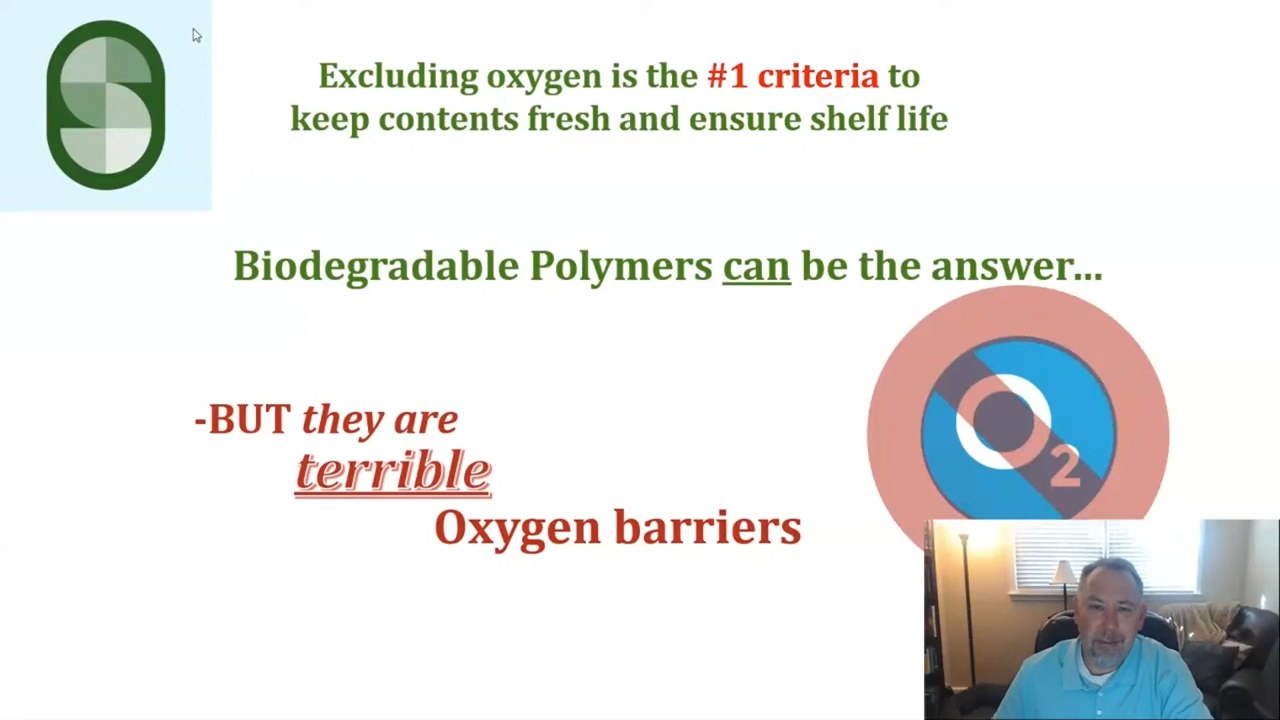 Excluding oxygen is the #1 criteria to
keep contents fresh and ensure shelf life
Biodegradable Polymers can be the answer...
-BUT they are
terrible
Oxygen barriers
O2